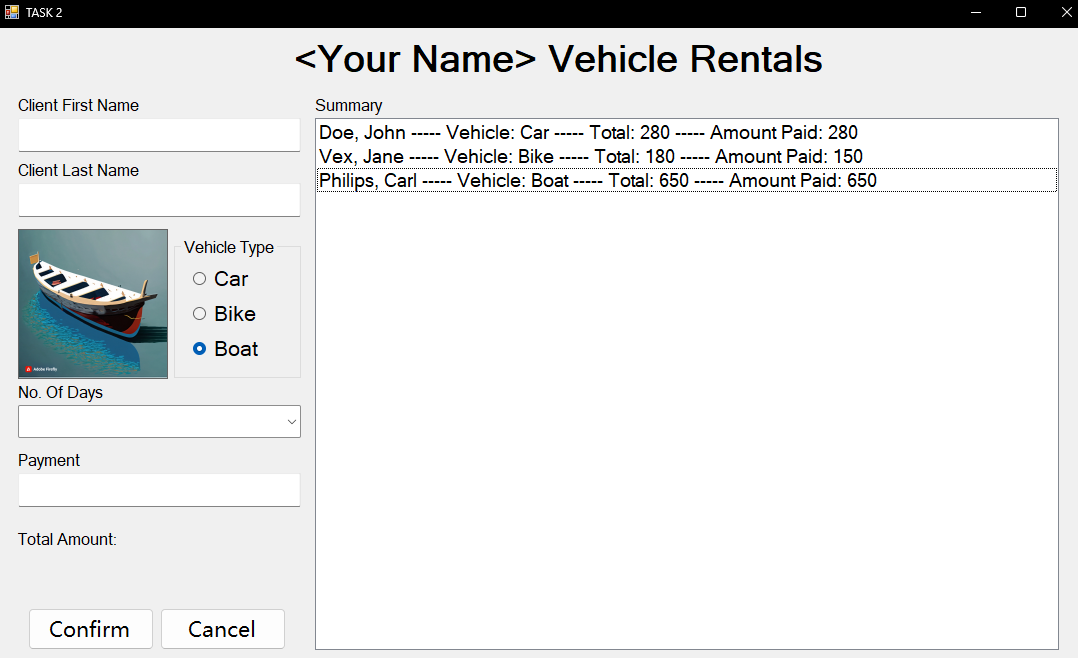 TASK 2
<Your Name> Vehicle Rentals
Client First Name
Client Last Name
Vehicle Type
Car
Bike
Boat
Adobe Firefly
No. Of Days
Payment
Total Amount:
Confirm
Cancel
Summary
Doe, John ----- Vehicle: Car ----- Total: 280 ----- Amount Paid: 280
Vex, Jane ----- Vehicle: Bike ----- Total: 180 ----- Amount Paid: 150
Philips, Carl ----- Vehicle: Boat ----- Total: 650 ----- Amount Paid: 650